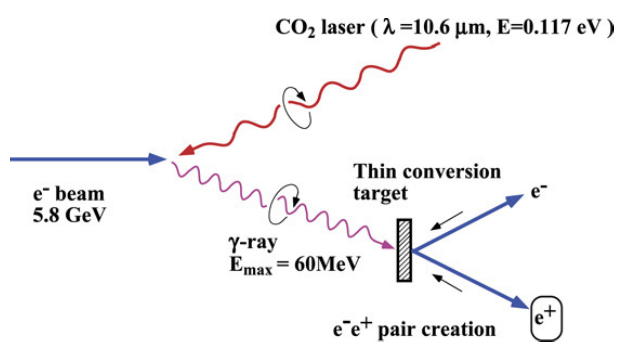 CO₂ laser ( λ =10.6 μm, E=0.117 eV )
e⁻ beam
5.8 GeV
Thin conversion
target
e⁻
γ-ray
Eₘₐₓ = 60MeV
e⁻e⁺ pair creation
e⁺